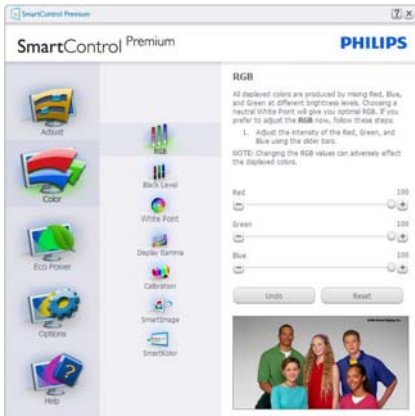 SmartControl Premium
SmartControl Premium
PHILIPS
Adjust
Color
Eco Power
Options
Help
RGB
Black Level
White Point
Display Gamma
Calibration
SmartImage
SmartKolor
RGB
All displayed colors are produced by mixing Red, Blue,
and Green at different brightness levels. Choosing a
neutral White Point will give you optimal RGB. If you
prefer to adjust the RGB now, follow these steps:
1. Adjust the intensity of the Red, Green, and
Blue using the slider bars.
NOTE: Changing the RGB values can adversely effect
the displayed colors.
Red 100
Green 100
Blue 100
Undo
Reset